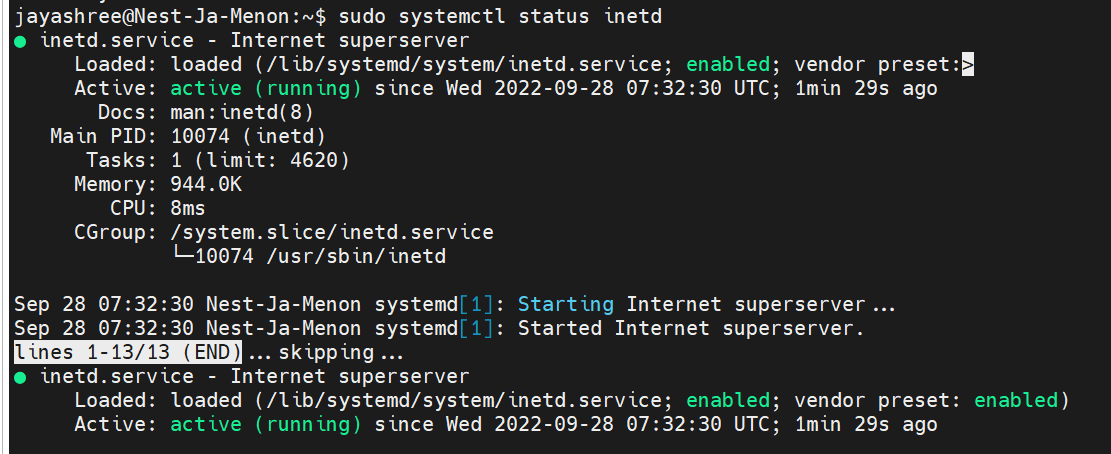 jayashree@Nest-Ja-Menon:~$ sudo systemctl status inetd
● inetd.service - Internet superserver
     Loaded: loaded (/lib/systemd/system/inetd.service; enabled; vendor preset:>
     Active: active (running) since Wed 2022-09-28 07:32:30 UTC; 1min 29s ago
       Docs: man:inetd(8)
   Main PID: 10074 (inetd)
      Tasks: 1 (limit: 4620)
     Memory: 944.0K
        CPU: 8ms
     CGroup: /system.slice/inetd.service
             └─10074 /usr/sbin/inetd

Sep 28 07:32:30 Nest-Ja-Menon systemd[1]: Starting Internet superserver...
Sep 28 07:32:30 Nest-Ja-Menon systemd[1]: Started Internet superserver.
lines 1-13/13 (END)...skipping...
● inetd.service - Internet superserver
     Loaded: loaded (/lib/systemd/system/inetd.service; enabled; vendor preset: enabled)
     Active: active (running) since Wed 2022-09-28 07:32:30 UTC; 1min 29s ago